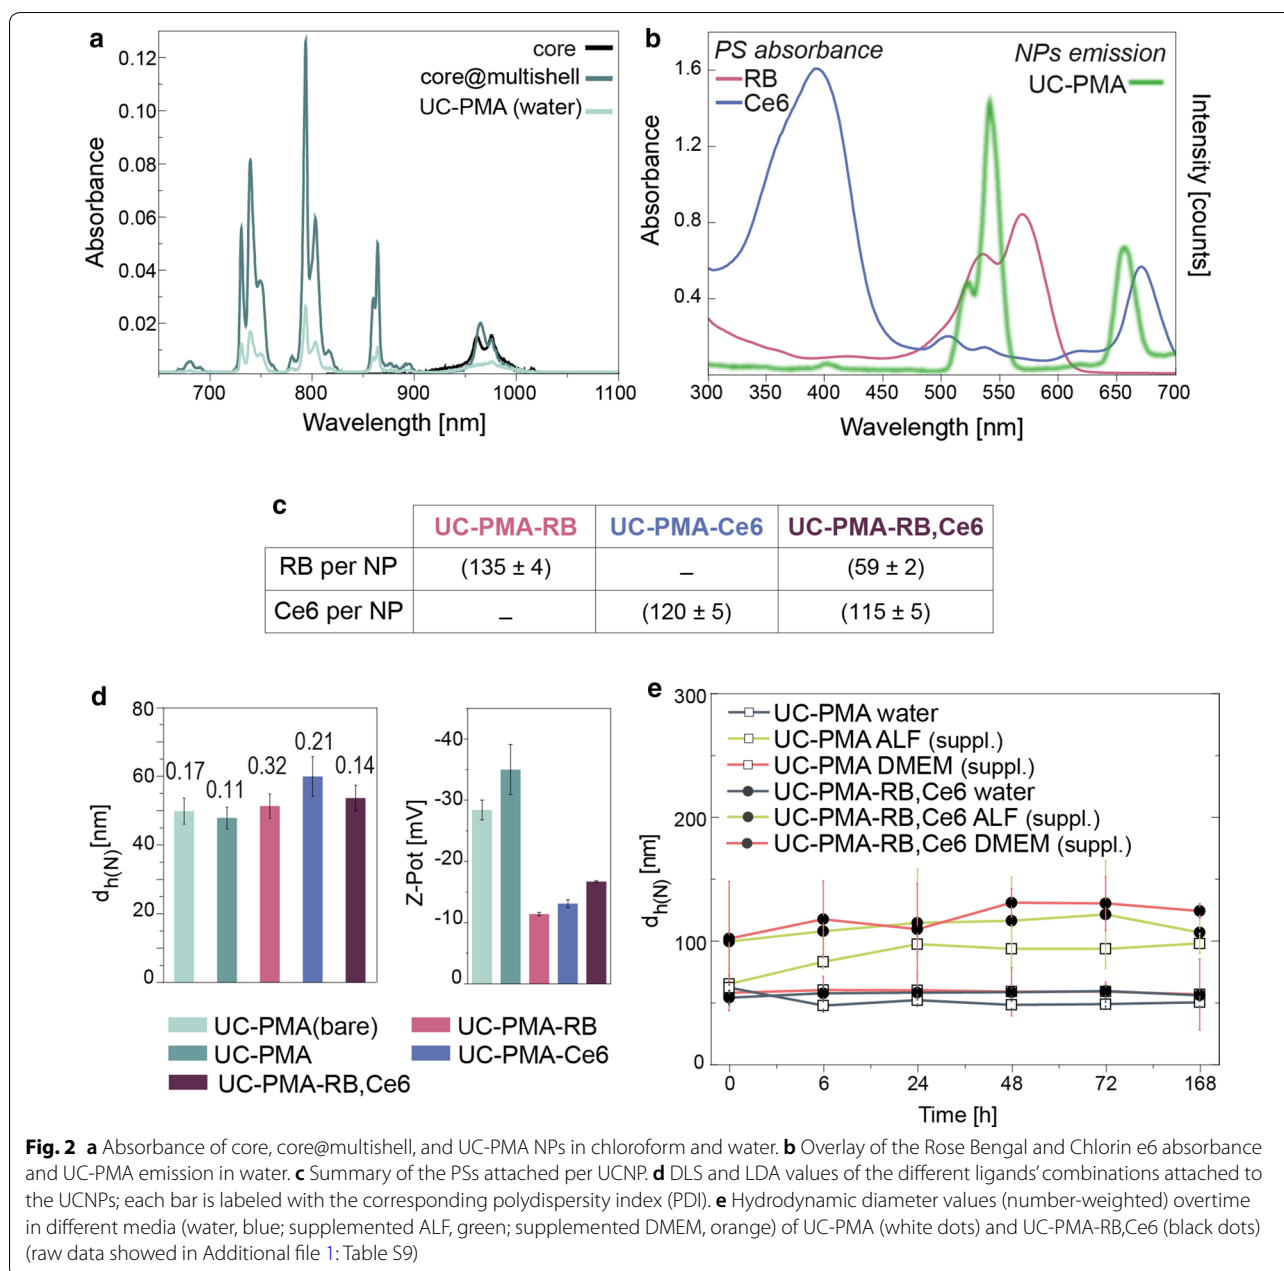 a
core
core@multishell
UC-PMA (water)
Absorbance
0.12
0.10
0.08
0.06
0.04
0.02
700 800 900 1000 1100
Wavelength [nm]
b
PS absorbance
RB
Ce6
NPs emission
UC-PMA
Absorbance
1.6
1.2
0.8
0.4
Intensity [counts]
300 350 400 450 500 550 600 650 700
Wavelength [nm]
c
UC-PMA-RB UC-PMA-Ce6 UC-PMA-RB,Ce6
RB per NP (135 ± 4) – (59 ± 2)
Ce6 per NP – (120 ± 5) (115 ± 5)
d
dh(N)[nm]
80
60
40
20
0
0.17 0.11 0.32 0.21 0.14
Z-Pot [mV]
-40
-30
-20
-10
0
UC-PMA(bare)
UC-PMA
UC-PMA-RB,Ce6
UC-PMA-RB
UC-PMA-Ce6
e
300
200
100
0
dh(N) [nm]
UC-PMA water
UC-PMA ALF (suppl.)
UC-PMA DMEM (suppl.)
UC-PMA-RB,Ce6 water
UC-PMA-RB,Ce6 ALF (suppl.)
UC-PMA-RB,Ce6 DMEM (suppl.)
0 6 24 48 72 168
Time [h]
Fig. 2 a Absorbance of core, core@multishell, and UC-PMA NPs in chloroform and water. b Overlay of the Rose Bengal and Chlorin e6 absorbance
and UC-PMA emission in water. c Summary of the PSs attached per UCNP. d DLS and LDA values of the different ligands' combinations attached to
the UCNPs; each bar is labeled with the corresponding polydispersity index (PDI). e Hydrodynamic diameter values (number-weighted) overtime
in different media (water, blue; supplemented ALF, green; supplemented DMEM, orange) of UC-PMA (white dots) and UC-PMA-RB,Ce6 (black dots)
(raw data showed in Additional file 1: Table S9)